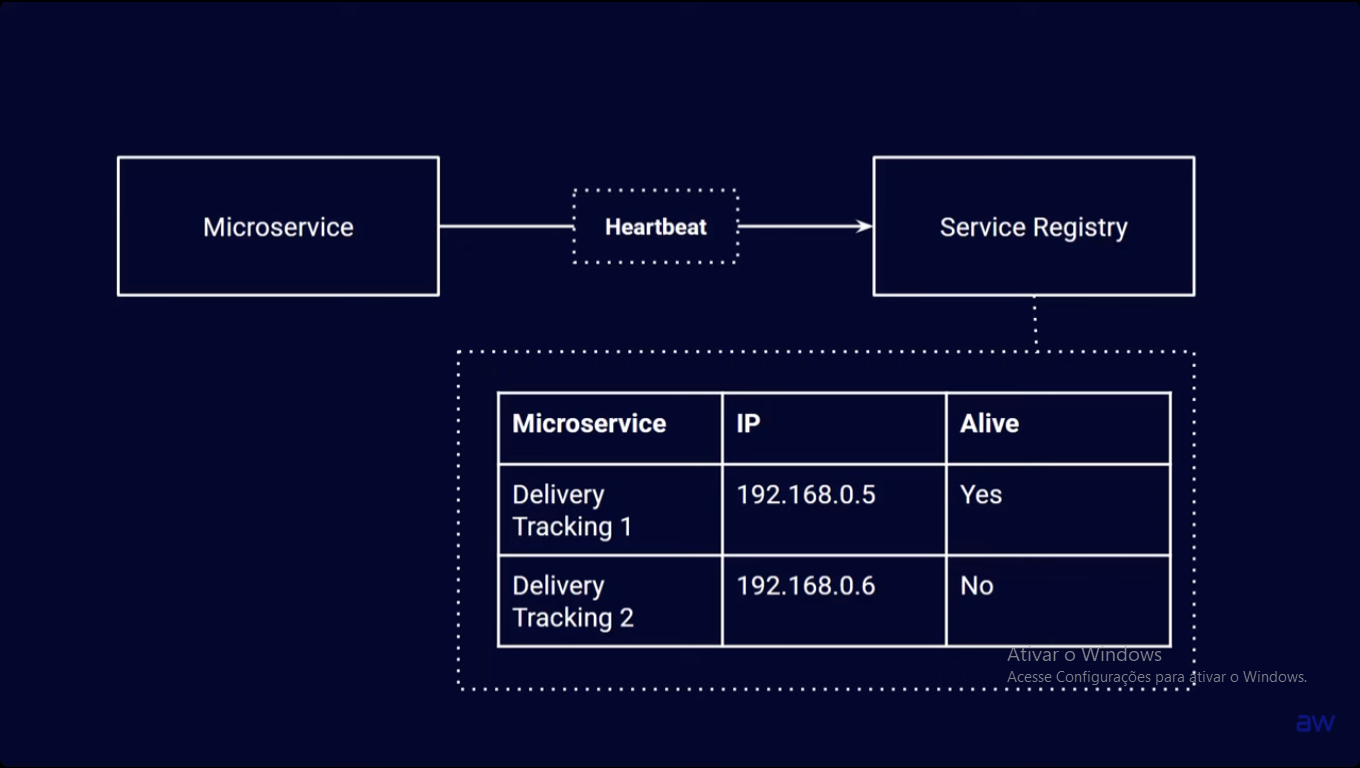 Microservice
Heartbeat
Service Registry
Microservice
IP
Alive
Delivery
Tracking 1
192.168.0.5
Yes
Delivery
Tracking 2
192.168.0.6
No
Ativar o Windows
Acesse Configurações para ativar o Windows.
aw